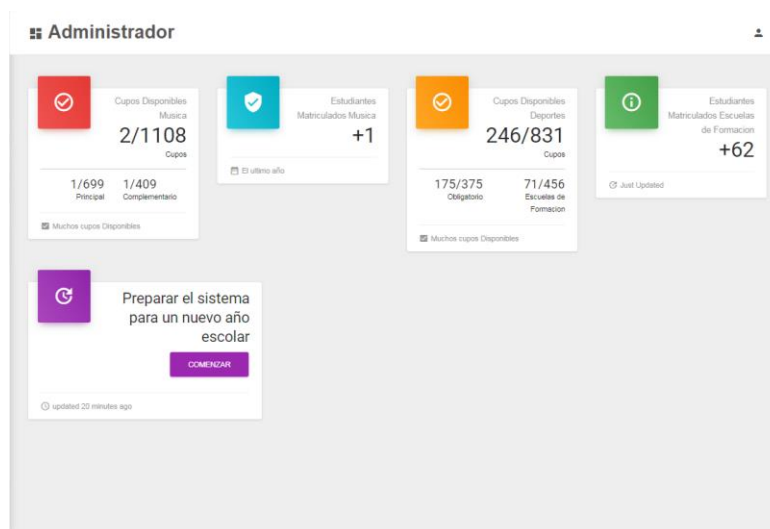 Administrador
Cupos Disponibles
Musica
2/1108
Cupos
1/699 1/409
Principal Complementario
Muchos cupos Disponibles
Estudiantes
Matriculados Musica
+1
El ultimo año
Cupos Disponibles
Deportes
246/831
Cupos
175/375 71/456
Obligatorio Escuelas de
Formacion
Muchos cupos Disponibles
Estudiantes
Matriculados Escuelas
de Formacion
+62
Just Updated
Preparar el sistema
para un nuevo año
escolar
COMENZAR
updated 20 minutes ago